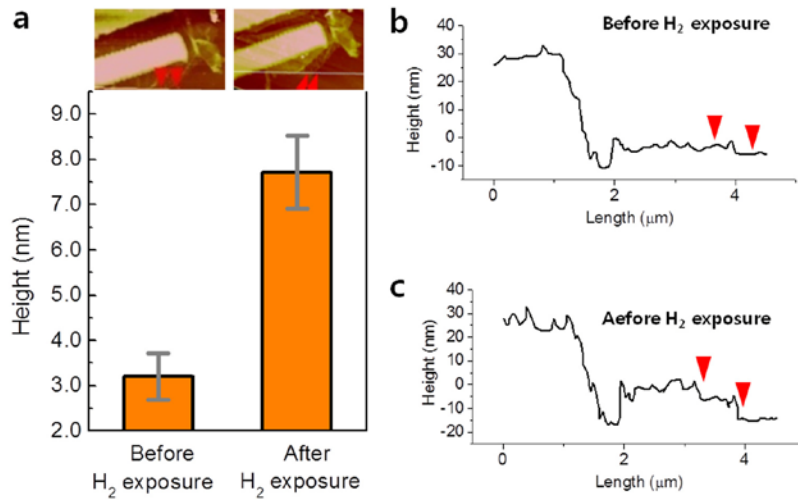 a
9.0
8.0
7.0
6.0
5.0
4.0
3.0
2.0
Height (nm)
Before
H₂ exposure
After
H₂ exposure
b
Before H₂ exposure
40
30
20
10
0
-10
Height (nm)
0
2
4
Length (μm)
c
Aefore H₂ exposure
40
30
20
10
0
-10
-20
Height (nm)
0
2
4
Length (μm)